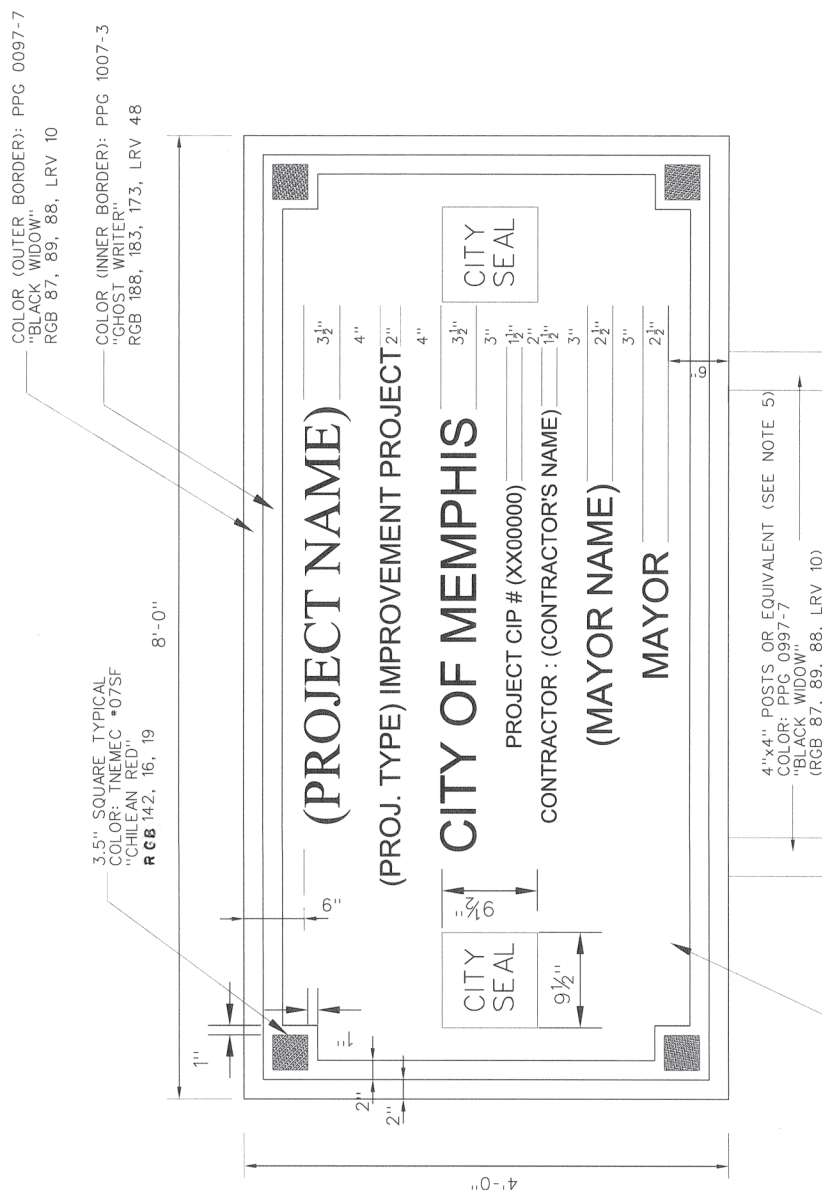 COLOR (OUTER BORDER): PPG 0097-7
"BLACK WIDOW"
RGB 87, 89, 88, LRV 10
COLOR (INNER BORDER): PPG 1007-3
"GHOST WRITER"
RGB 188, 183, 173, LRV 48
3.5" SQUARE TYPICAL
COLOR: TNEMEC #07SF
"CHILEAN RED"
RGB 142, 16, 19
8'-0"
4'-0"
1"
1"
2"
2"
6"
(PROJECT NAME)
3½"
4"
(PROJ. TYPE) IMPROVEMENT PROJECT
2"
4"
CITY OF MEMPHIS
3½"
3"
PROJECT CIP # (XX00000)
1½"
2"
CONTRACTOR : (CONTRACTOR'S NAME)
1½"
3"
(MAYOR NAME)
2½"
3"
MAYOR
2½"
6"
CITY
SEAL
9½"
9½"
CITY
SEAL
4"x4" POSTS OR EQUIVALENT (SEE NOTE 5)
COLOR: PPG 0997-7
"BLACK WIDOW"
(RGB 87, 89, 88, LRV 10)